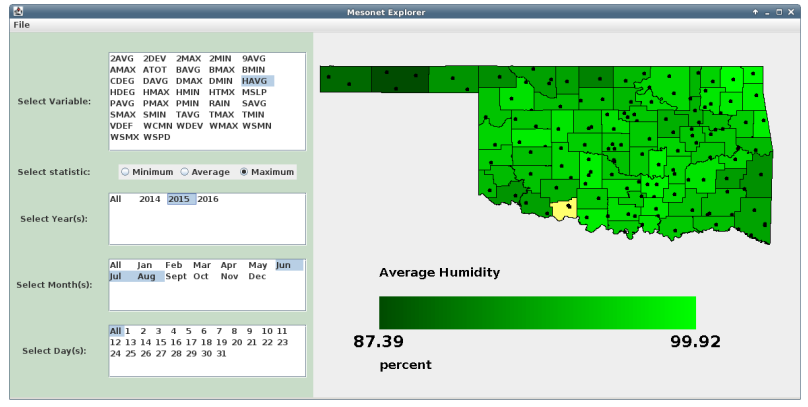 Mesonet Explorer
File
Select Variable:
2AVG 2DEV 2MAX 2MIN 9AVG
AMAX ATOT BAVG BMAX BMIN
CDEG DAVG DMAX DMIN HAVG
HDEG HMAX HMIN HTMX MSLP
PAVG PMAX PMIN RAIN SAVG
SMAX SMIN TAVG TMAX TMIN
VDEF WCMN WDEV WMAX WSMN
WSMX WSPD
Select statistic: Minimum Average Maximum
Select Year(s):
All 2014 2015 2016
Select Month(s):
All Jan Feb Mar Apr May Jun
Jul Aug Sept Oct Nov Dec
Select Day(s):
All 1 2 3 4 5 6 7 8 9 10 11
12 13 14 15 16 17 18 19 20 21 22 23
24 25 26 27 28 29 30 31
Average Humidity
87.39 99.92
percent